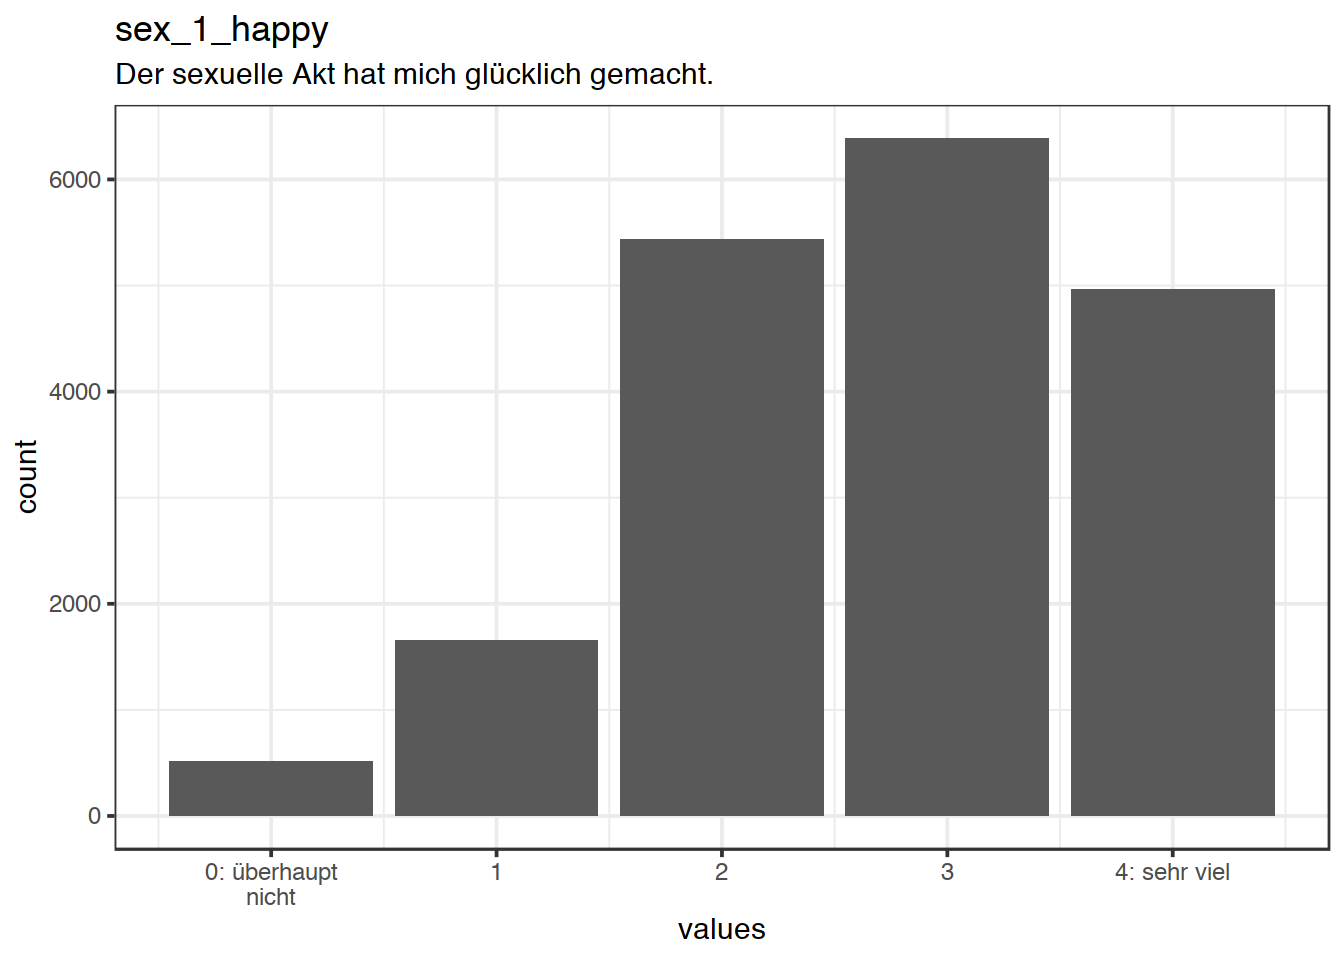 sex_1_happy
Der sexuelle Akt hat mich glücklich gemacht.
6000
4000
2000
0
count
0: überhaupt
nicht
1
2
3
4: sehr viel
values